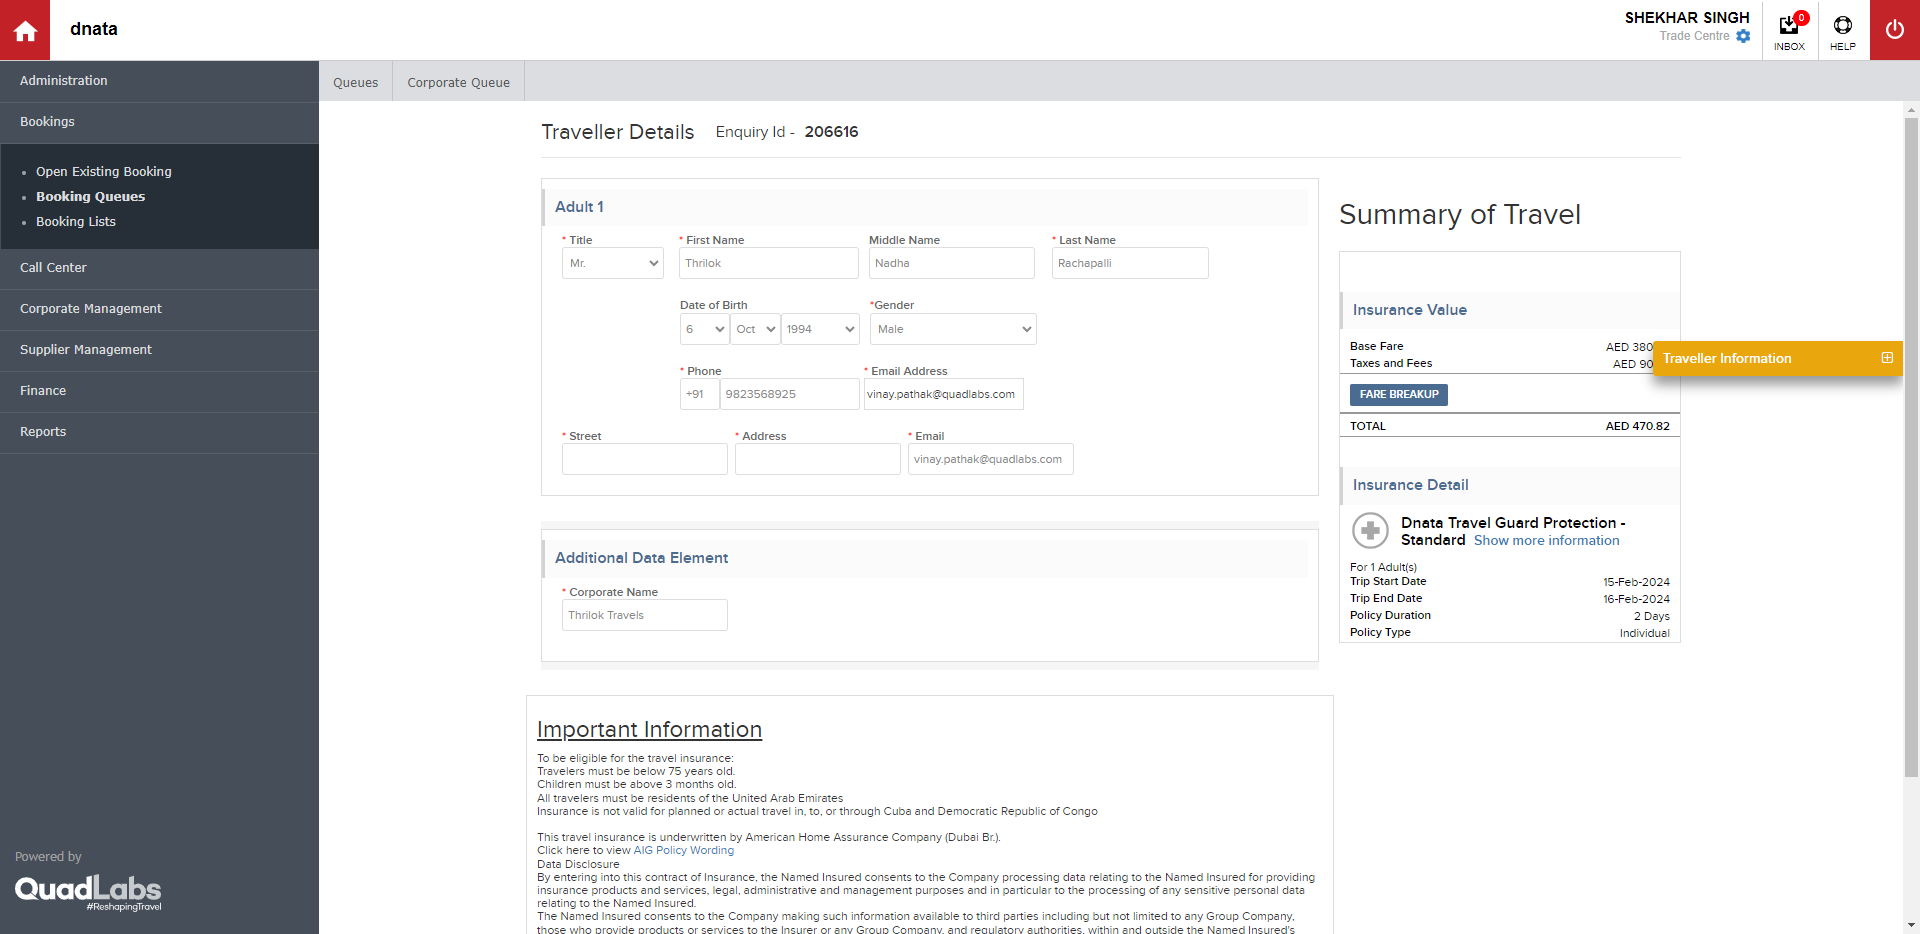 dnata
SHEKHAR SINGH
Trade Centre
0
INBOX
HELP
Administration
Bookings
Open Existing Booking
Booking Queues
Booking Lists
Call Center
Corporate Management
Supplier Management
Finance
Reports
Powered by
QuadLabs
#ReshapingTravel
Queues
Corporate Queue
Traveller Details Enquiry Id - 206616
Adult 1
* Title * First Name Middle Name * Last Name
Mr. Thrilok Nadha Rachapalli
Date of Birth *Gender
6 Oct 1994 Male
* Phone * Email Address
+91 9823568925 vinay.pathak@quadlabs.com
* Street * Address * Email
vinay.pathak@quadlabs.com
Additional Data Element
* Corporate Name
Thrilok Travels
Summary of Travel
Insurance Value
Base Fare AED 380
Taxes and Fees AED 90
Traveller Information
FARE BREAKUP
TOTAL AED 470.82
Insurance Detail
Dnata Travel Guard Protection -
Standard Show more information
For 1 Adult(s)
Trip Start Date 15-Feb-2024
Trip End Date 16-Feb-2024
Policy Duration 2 Days
Policy Type Individual
Important Information
To be eligible for the travel insurance:
Travelers must be below 75 years old.
Children must be above 3 months old.
All travelers must be residents of the United Arab Emirates
Insurance is not valid for planned or actual travel in, to, or through Cuba and Democratic Republic of Congo
This travel insurance is underwritten by American Home Assurance Company (Dubai Br.).
Click here to view AIG Policy Wording
Data Disclosure
By entering into this contract of Insurance, the Named Insured consents to the Company processing data relating to the Named Insured for providing
insurance products and services, legal, administrative and management purposes and in particular to the processing of any sensitive personal data
relating to the Named Insured.
The Named Insured consents to the Company making such information available to third parties including but not limited to any Group Company,
those who provide products or services to the Insurer or any Group Company, and regulatory authorities, within and outside the Named Insured's